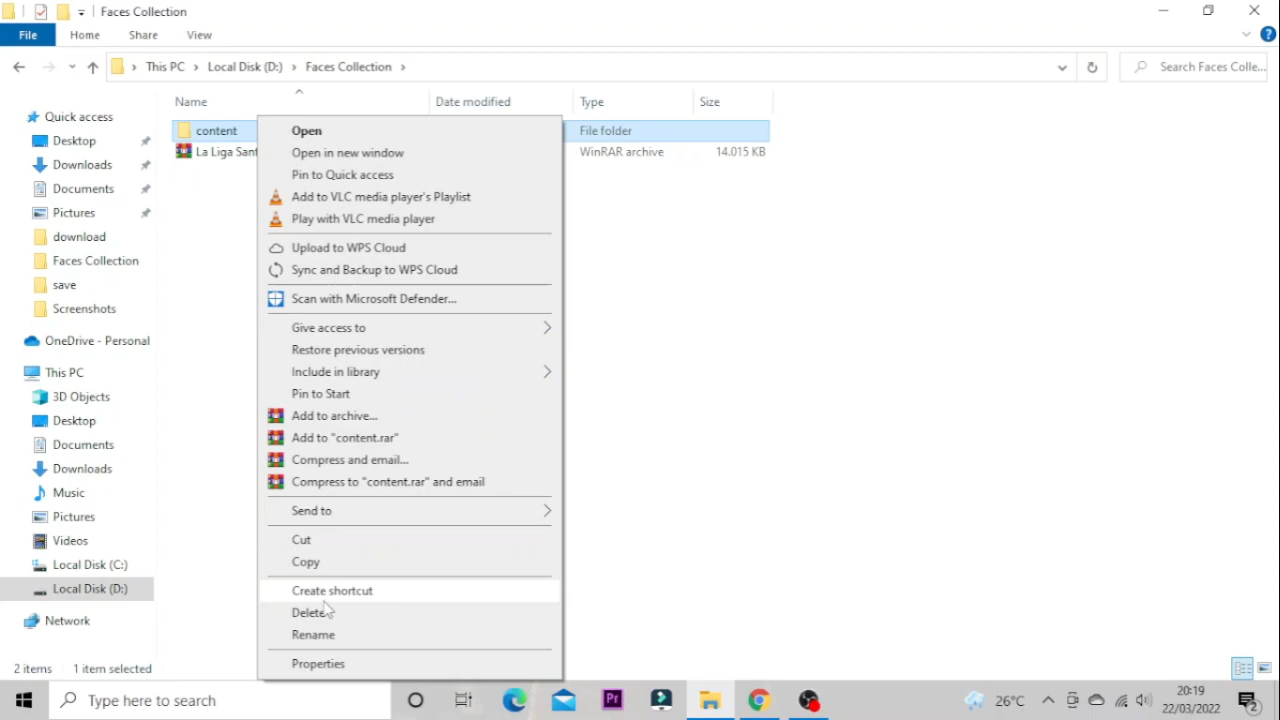 Faces Collection
File Home Share View
This PC Local Disk (D:) Faces Collection Search Faces Colle...
Name Date modified Type Size
content File folder
La Liga Sant WinRAR archive 14.015 KB
Quick access
Desktop
Downloads
Documents
Pictures
download
Faces Collection
save
Screenshots
OneDrive - Personal
This PC
3D Objects
Desktop
Documents
Downloads
Music
Pictures
Videos
Local Disk (C:)
Local Disk (D:)
Network
Open
Open in new window
Pin to Quick access
Add to VLC media player's Playlist
Play with VLC media player
Upload to WPS Cloud
Sync and Backup to WPS Cloud
Scan with Microsoft Defender...
Give access to
Restore previous versions
Include in library
Pin to Start
Add to archive...
Add to "content.rar"
Compress and email...
Compress to "content.rar" and email
Send to
Cut
Copy
Create shortcut
Delete
Rename
Properties
2 items 1 item selected
Type here to search
Pr
26°C
20:19
22/03/2022
2